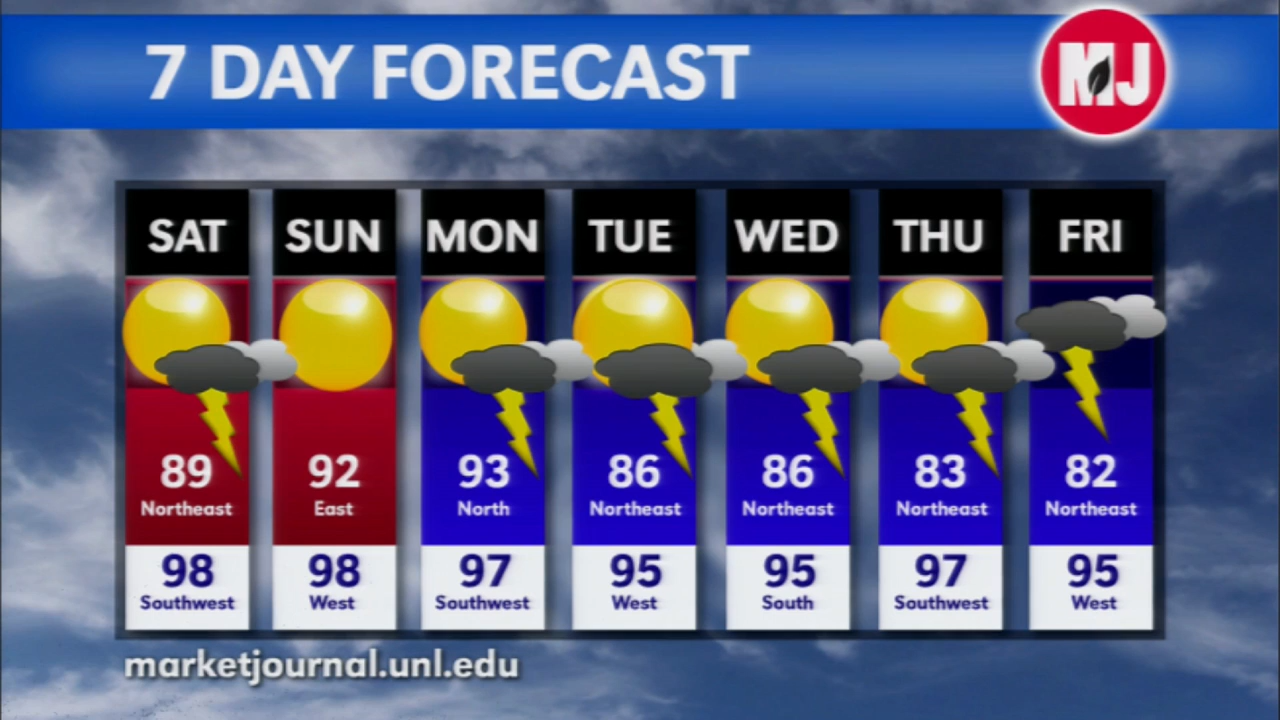 7 DAY FORECAST
MJ
SAT SUN MON TUE WED THU FRI
89 92 93 86 86 83 82
Northeast East North Northeast Northeast Northeast Northeast
98 98 97 95 95 97 95
Southwest West Southwest West South Southwest West
marketjournal.unl.edu